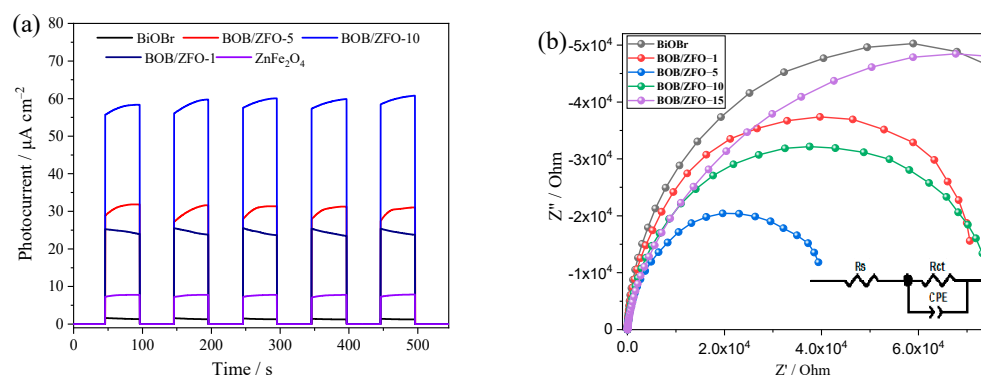 (a)
80
70
60
50
40
30
20
10
0
Photocurrent / μA cm⁻²
BiOBr BOB/ZFO-5 BOB/ZFO-10
BOB/ZFO-1 ZnFe₂O₄
0 100 200 300 400 500
Time / s
(b)
-5x10⁴
-4x10⁴
-3x10⁴
-2x10⁴
-1x10⁴
0
Z'' / Ohm
BiOBr
BOB/ZFO-1
BOB/ZFO-5
BOB/ZFO-10
BOB/ZFO-15
Rs Rct
CPE
0.0 2.0x10⁴ 4.0x10⁴ 6.0x10⁴
Z' / Ohm